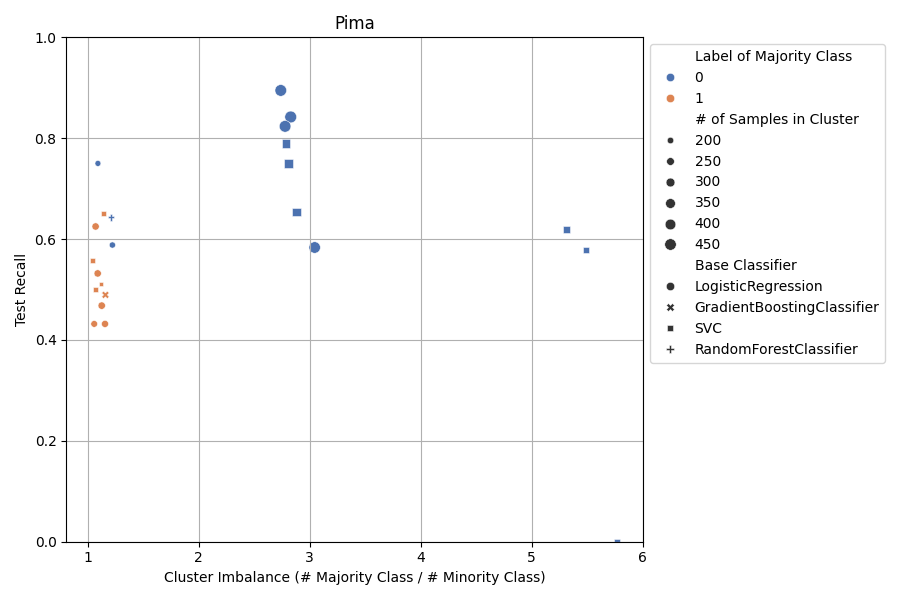 Pima
1.0
0.8
0.6
0.4
0.2
0.0
Test Recall
1 2 3 4 5 6
Cluster Imbalance (# Majority Class / # Minority Class)
Label of Majority Class
0
1
# of Samples in Cluster
200
250
300
350
400
450
Base Classifier
LogisticRegression
GradientBoostingClassifier
SVC
RandomForestClassifier